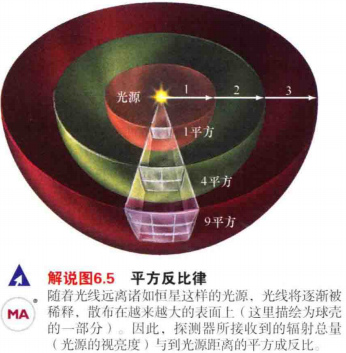 光源
1
2
3
1平方
4平方
9平方
解说图6.5 平方反比律
MA
随着光线远离诸如恒星这样的光源，光线将逐渐被
稀释，散布在越来越大的表面上（这里描绘为球壳
的一部分）。因此，探测器所接收到的辐射总量
（光源的视亮度）与到光源距离的平方成反比。